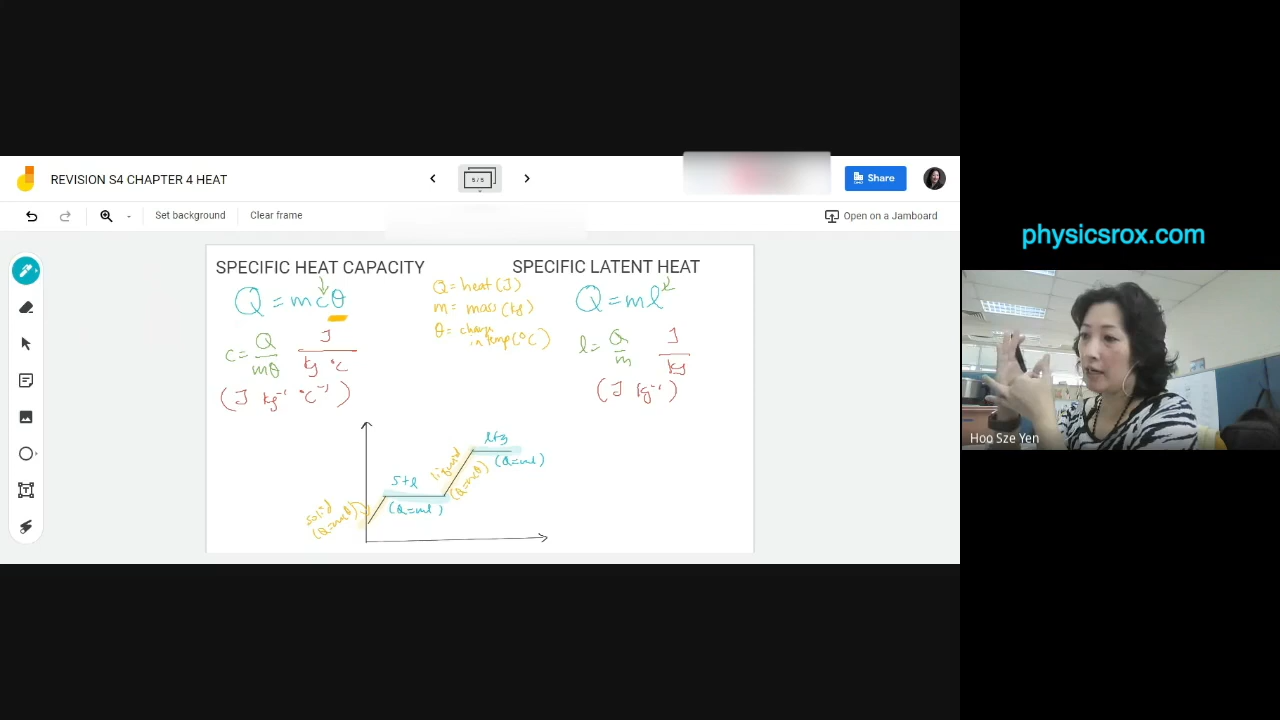 REVISION S4 CHAPTER 4 HEAT
5 / 5
Share
Set background
Clear frame
Open on a Jamboard
physicsrox.com
SPECIFIC HEAT CAPACITY
Q = mcθ
c = Q/mθ
J/kg °C
(J kg⁻¹ °C⁻¹)
Q = heat (J)
m = mass (kg)
θ = change
in temp (°C)
SPECIFIC LATENT HEAT
Q = ml
l = Q/m
J/kg
(J kg⁻¹)
solid
(Q=mcθ)
s+l
(Q=ml)
liquid
(Q=mcθ)
l+g
(Q=ml)
Hoo Sze Yen